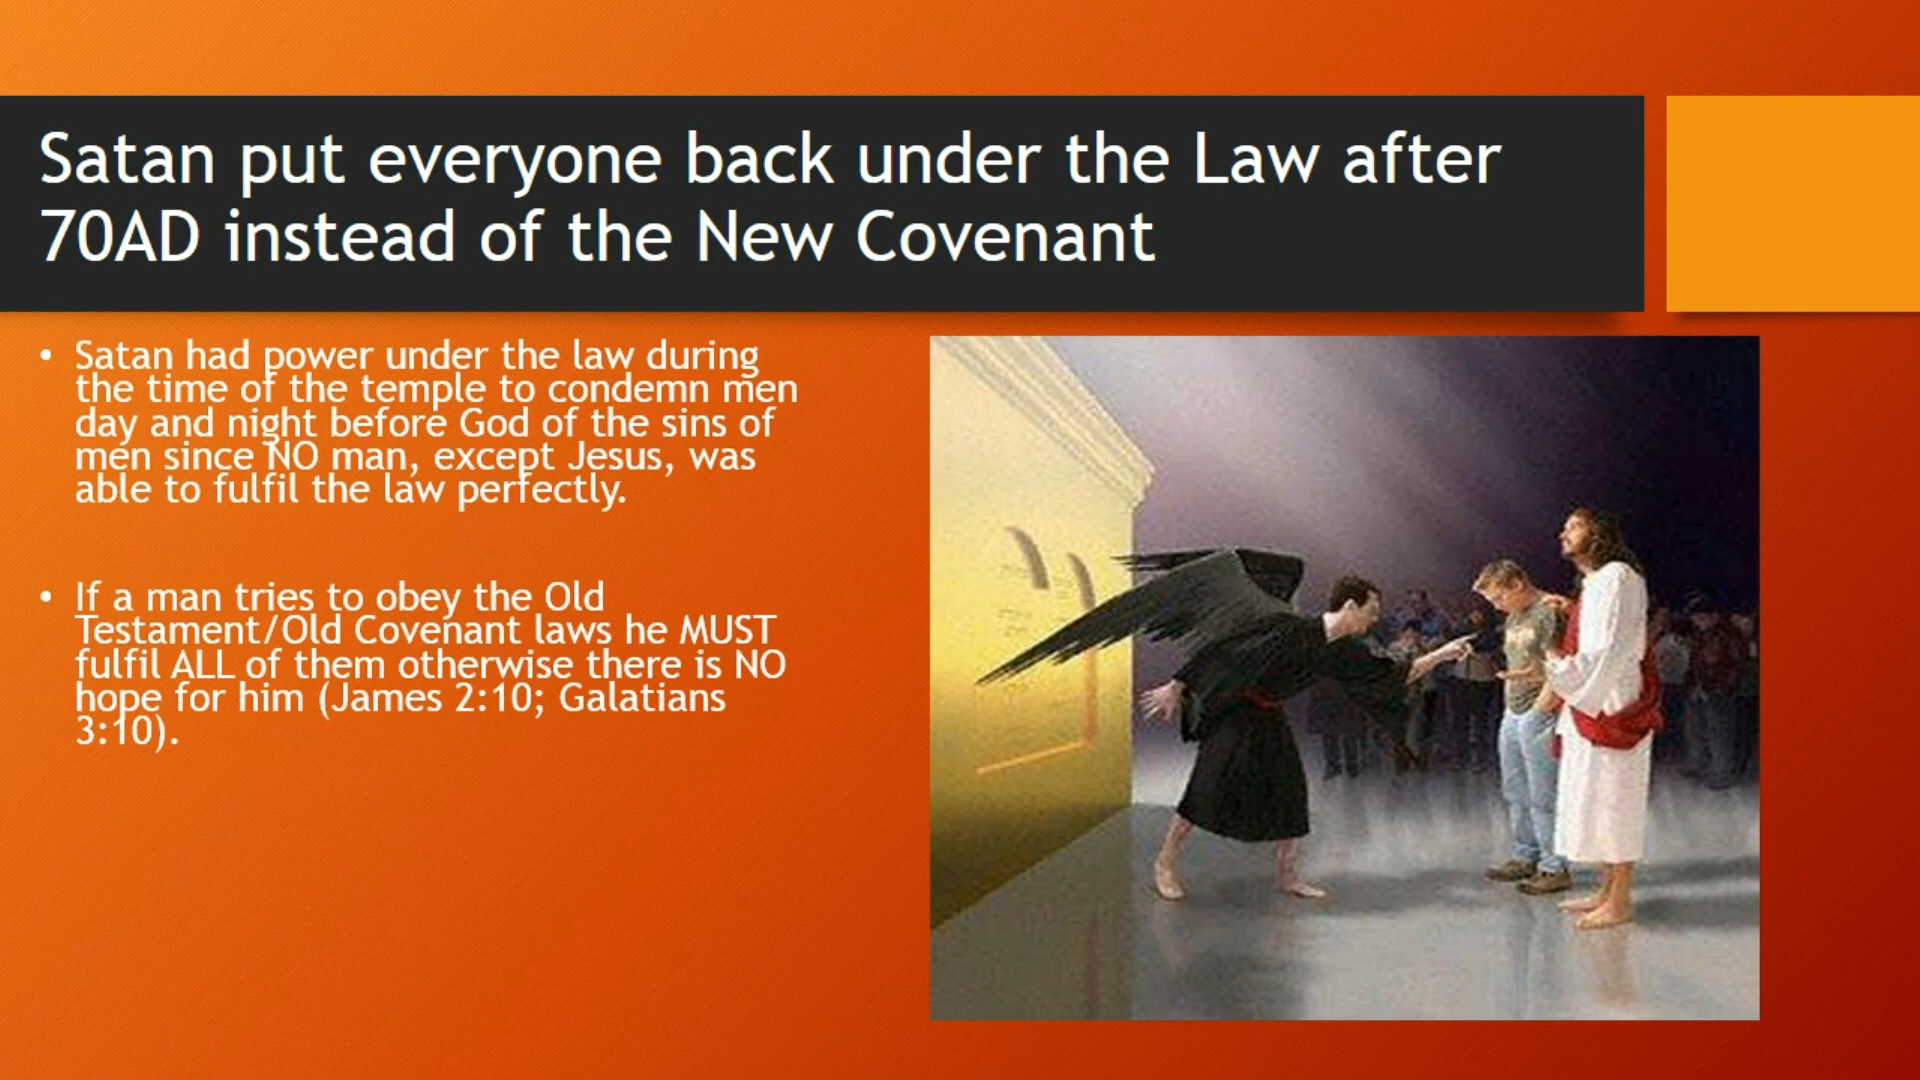 Satan put everyone back under the Law after
70AD instead of the New Covenant
• Satan had power under the law during
the time of the temple to condemn men
day and night before God of the sins of
men since NO man, except Jesus, was
able to fulfil the law perfectly.
• If a man tries to obey the Old
Testament/Old Covenant laws he MUST
fulfil ALL of them otherwise there is NO
hope for him (James 2:10; Galatians
3:10).